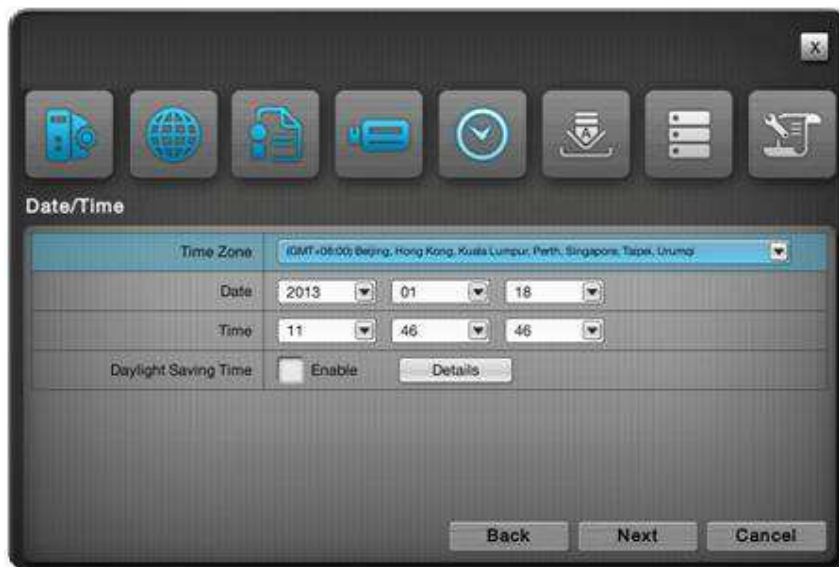 X
A
Date/Time
Time Zone (GMT+08:00) Beijing, Hong Kong, Kuala Lumpur, Perth, Singapore, Taipei, Urumqi
Date 2013 01 18
Time 11 46 46
Daylight Saving Time Enable Details
Back Next Cancel